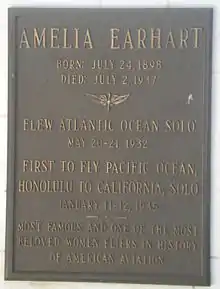 AMELIA EARHART
BORN: JULY 24, 1898
DIED: JULY 2, 1937
FLEW ATLANTIC OCEAN SOLO
MAY 20-21, 1932
FIRST TO FLY PACIFIC OCEAN,
HONOLULU TO CALIFORNIA, SOLO
JANUARY 11-12, 1935
MOST FAMOUS AND ONE OF THE MOST
BELOVED WOMEN FLIERS IN HISTORY
OF AMERICAN AVIATION